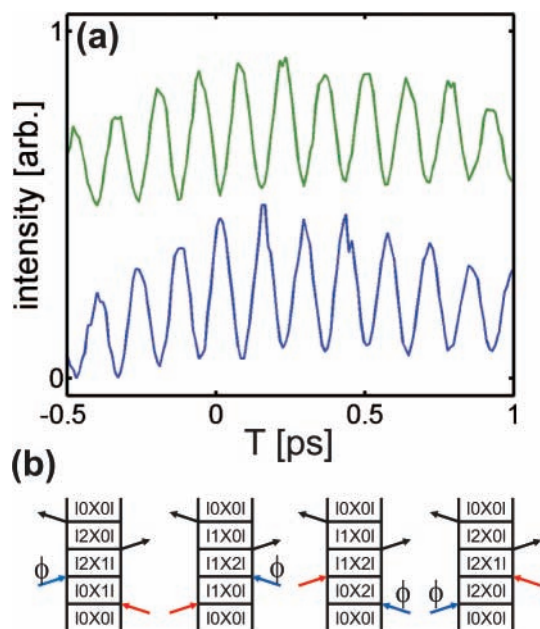 (a)
1
intensity [arb.]
0
-0.5 0 0.5 1
T [ps]
(b)
|0X0| |0X0| |0X0| |0X0|
|2X0| |1X0| |1X0| |2X0|
ϕ |2X1| |1X2| ϕ |1X2| |2X1|
|0X1| |1X0| |0X2| ϕ ϕ |2X0|
|0X0| |0X0| |0X0| |0X0|